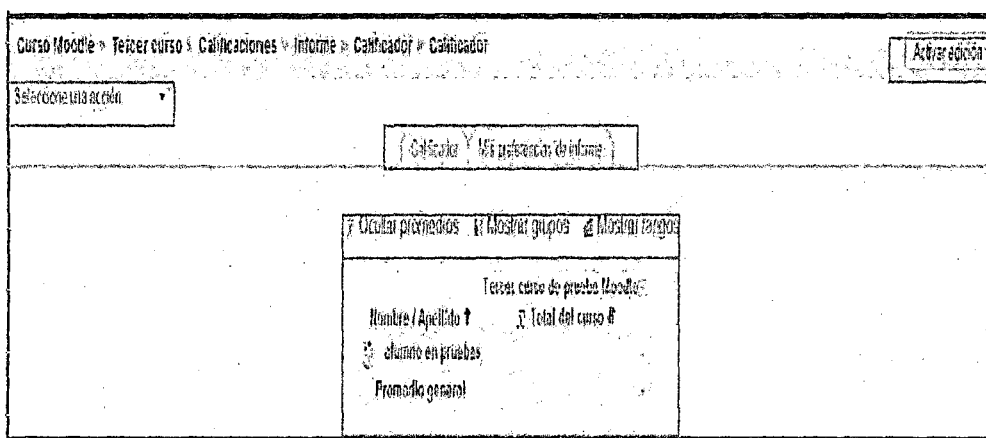 Curso Moodle » Tercer curso » Calificaciones » Informe » Calificador » Calificador
Activar edición
Seleccione una acción
Calificador Mis preferencias de informe
Ocultar promedios Mostrar grupos Mostrar rangos
Tercer curso de prueba Moodle
Nombre / Apellido ↑ x̄ Total del curso
alumno en pruebas
Promedio general